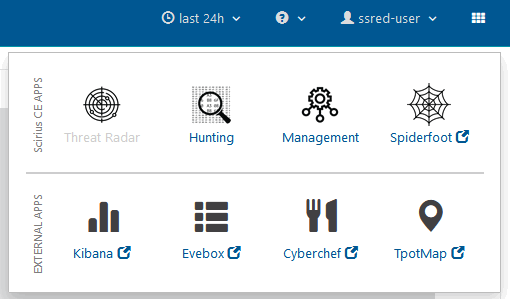 last 24h ? ssred-user
Scirius CE APPS
Threat Radar Hunting Management Spiderfoot
EXTERNAL APPS
Kibana Evebox Cyberchef TpotMap